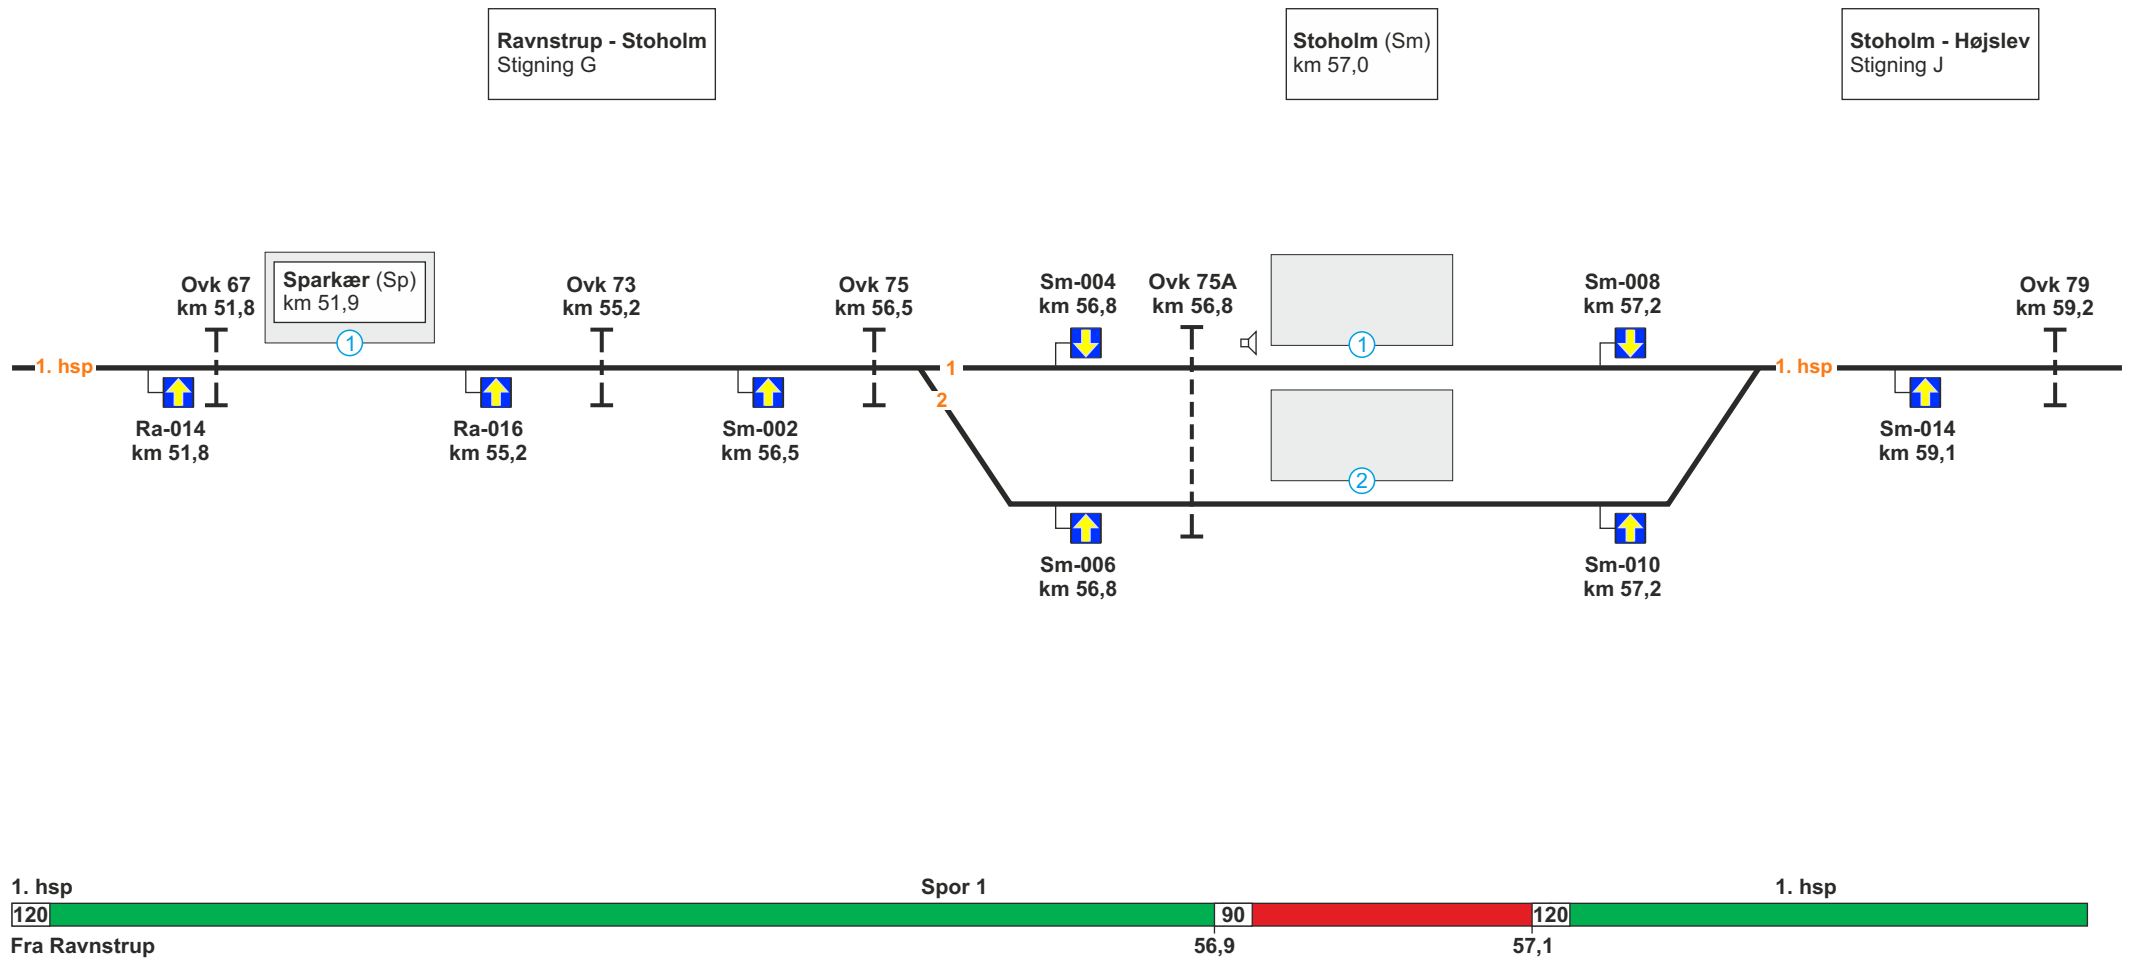 Ravnstrup - Stoholm
Stigning G
Stoholm (Sm)
km 57,0
Stoholm - Højslev
Stigning J
Ovk 67
km 51,8
Sparkær (Sp)
km 51,9
1
Ovk 73
km 55,2
Ovk 75
km 56,5
Sm-004
km 56,8
Ovk 75A
km 56,8
1
Sm-008
km 57,2
Ovk 79
km 59,2
1. hsp
1
2
1. hsp
Ra-014
km 51,8
Ra-016
km 55,2
Sm-002
km 56,5
2
Sm-014
km 59,1
Sm-006
km 56,8
Sm-010
km 57,2
1. hsp
Spor 1
1. hsp
120
90
120
Fra Ravnstrup
56,9
57,1